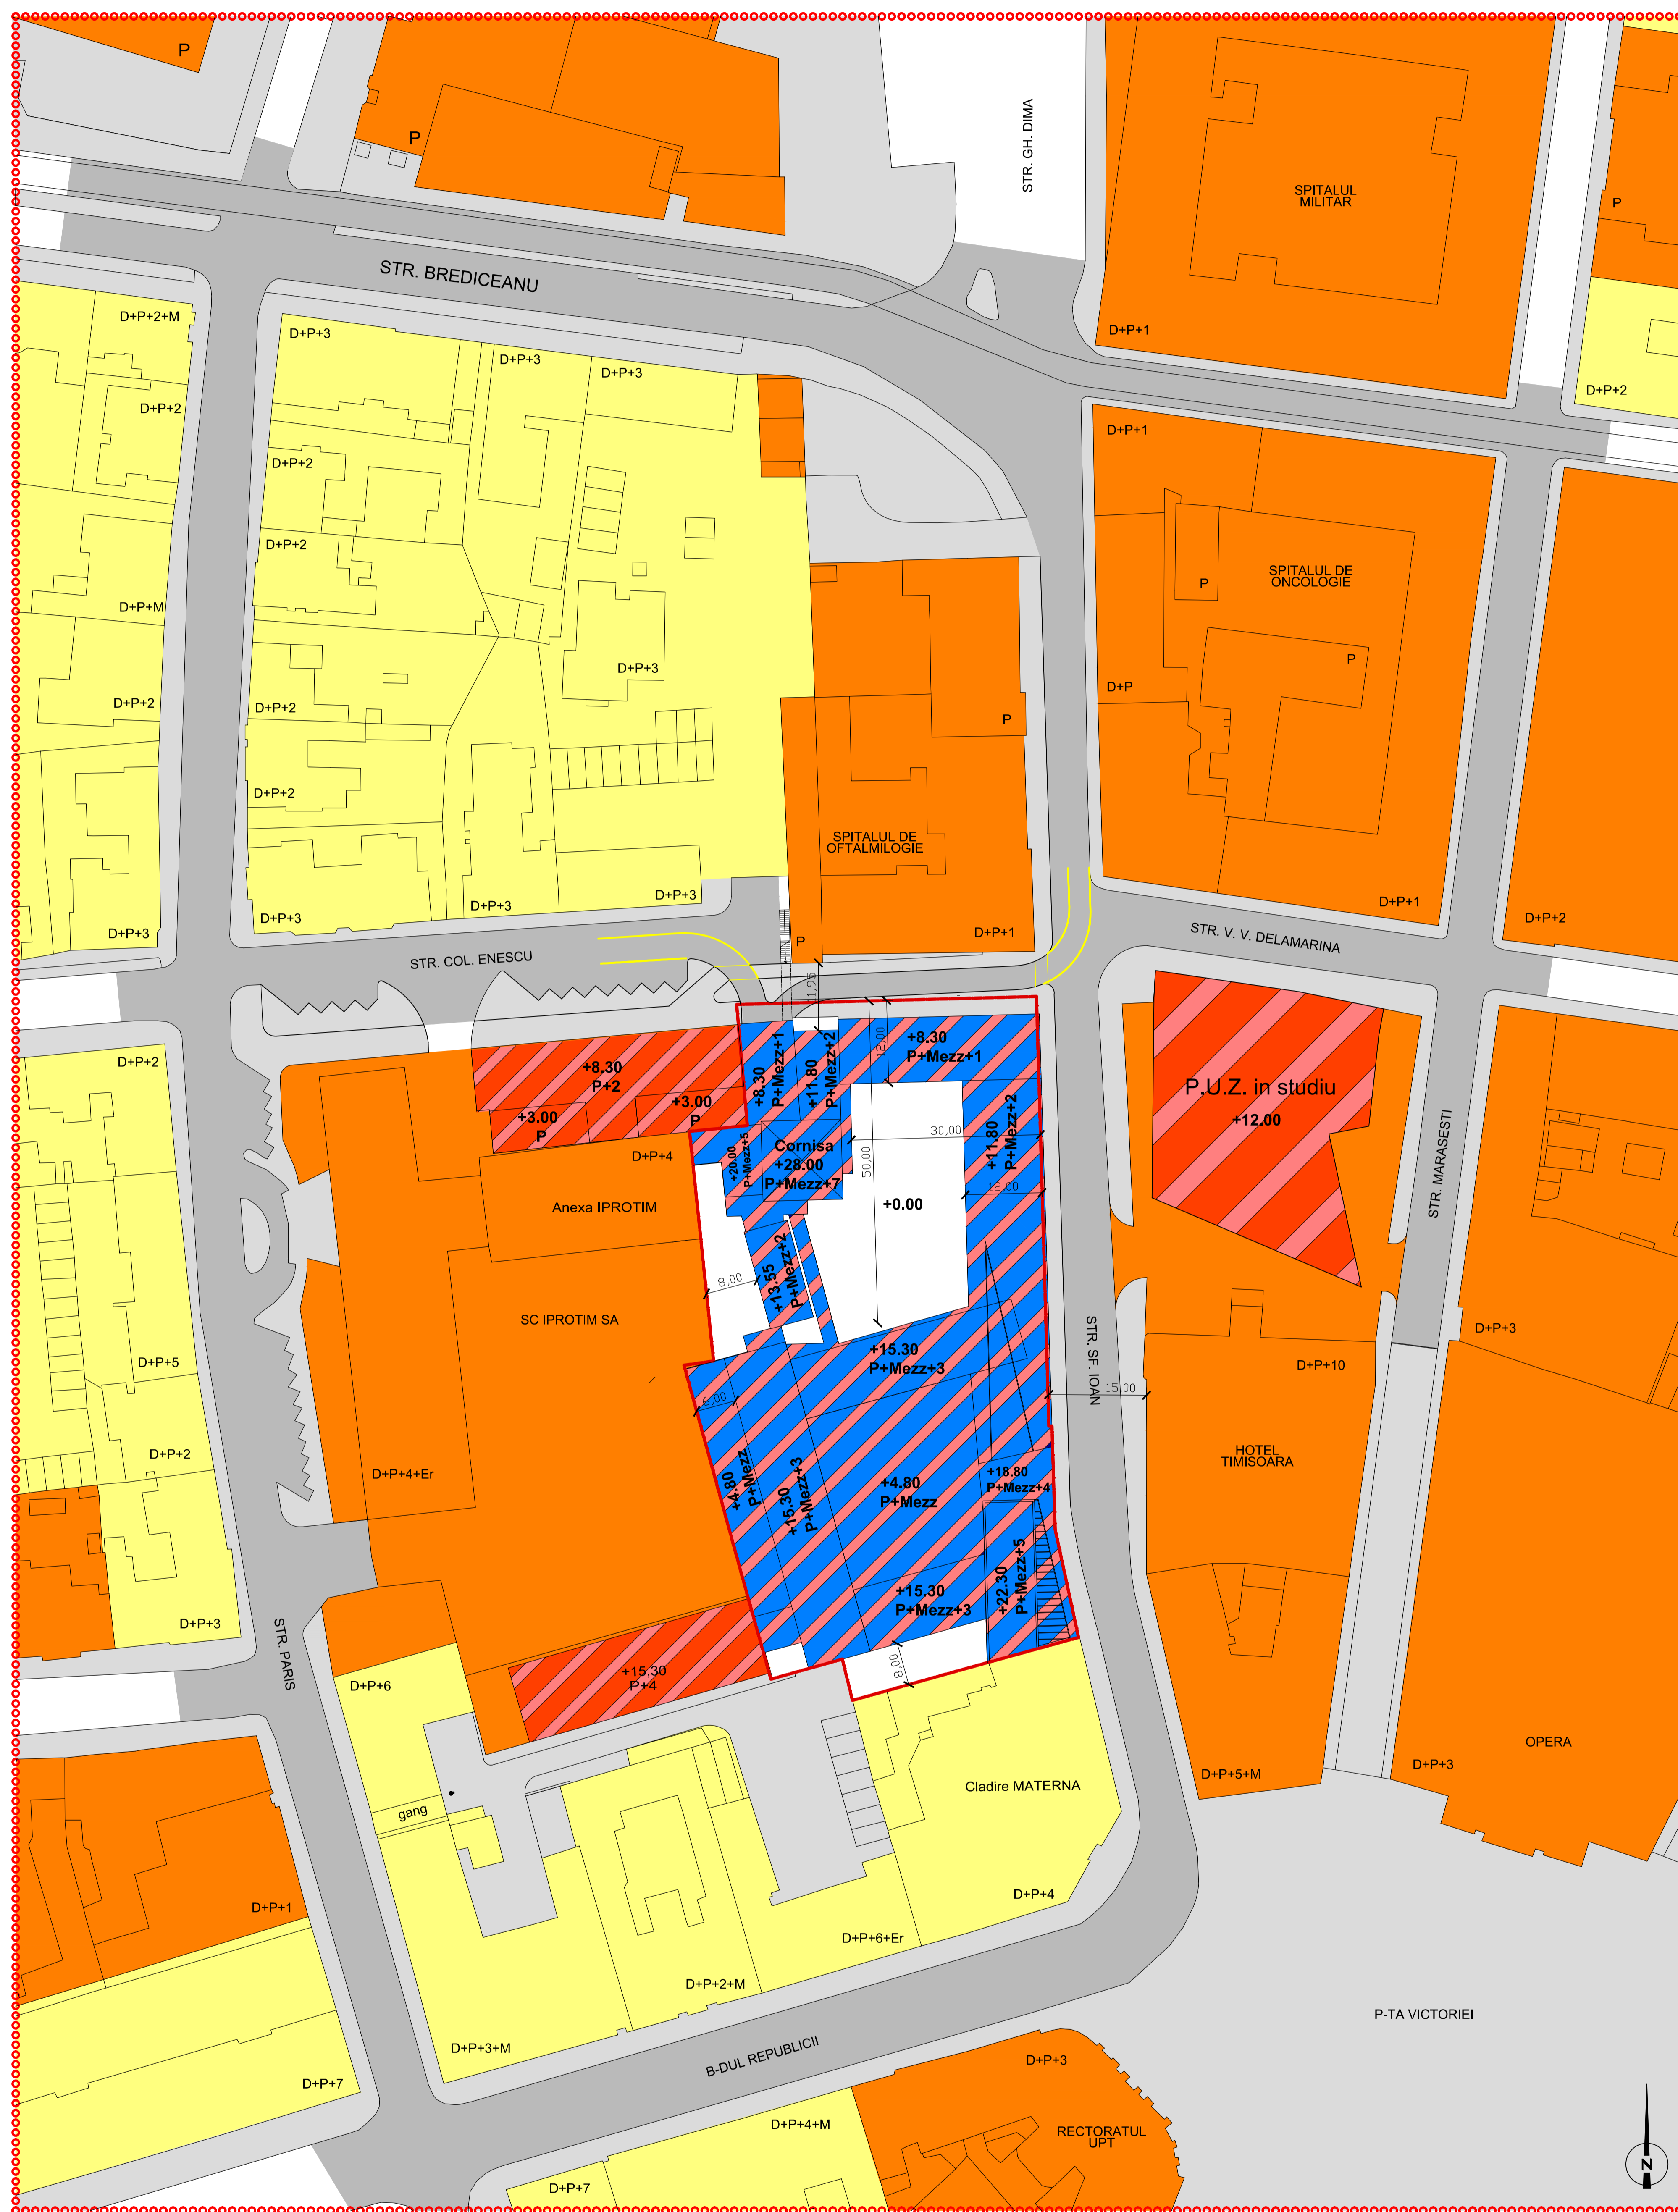 P
P
STR. GH. DIMA
SPITALUL
MILITAR
P
STR. BREDICEANU
D+P+2+M
D+P+3
D+P+3
D+P+3
D+P+1
D+P+2
D+P+2
D+P+1
D+P+2
D+P+2
SPITALUL DE
ONCOLOGIE
P
D+P+M
D+P+3
P
D+P
D+P+2
D+P+2
P
D+P+2
SPITALUL DE
OFTALMILOGIE
D+P+3
D+P+3
D+P+3
D+P+3
D+P+1
D+P+1
D+P+2
P
STR. COL. ENESCU
STR. V. V. DELAMARINA
11,95
D+P+2
+8.30
P+2
+3.00
P
+3.00
P
+8.30
P+Mezz+1
+11.80
P+Mezz+2
12,00
+8.30
P+Mezz+1
P.U.Z. in studiu
+12.00
STR. MARASESTI
D+P+4
+20.00
P+Mezz+5
Cornisa
+28.00
P+Mezz+7
30,00
50,00
+11.80
P+Mezz+2
12,00
+0.00
Anexa IPROTIM
8,00
+13.55
P+Mezz+2
SC IPROTIM SA
+15.30
P+Mezz+3
STR. SF. IOAN
D+P+3
D+P+5
D+P+10
15,00
6,00
D+P+2
D+P+4+Er
+4.80
P+Mezz
+15.30
P+Mezz+3
+4.80
P+Mezz
+18.80
P+Mezz+4
HOTEL
TIMISOARA
+15.30
P+Mezz+3
+22.30
P+Mezz+5
D+P+3
STR. PARIS
D+P+6
+15,30
P+4
8,00
OPERA
D+P+3
D+P+5+M
Cladire MATERNA
gang
D+P+4
D+P+1
D+P+6+Er
D+P+2+M
P-TA VICTORIEI
D+P+3+M
B-DUL REPUBLICII
D+P+3
D+P+7
D+P+4+M
RECTORATUL
UPT
D+P+7
N